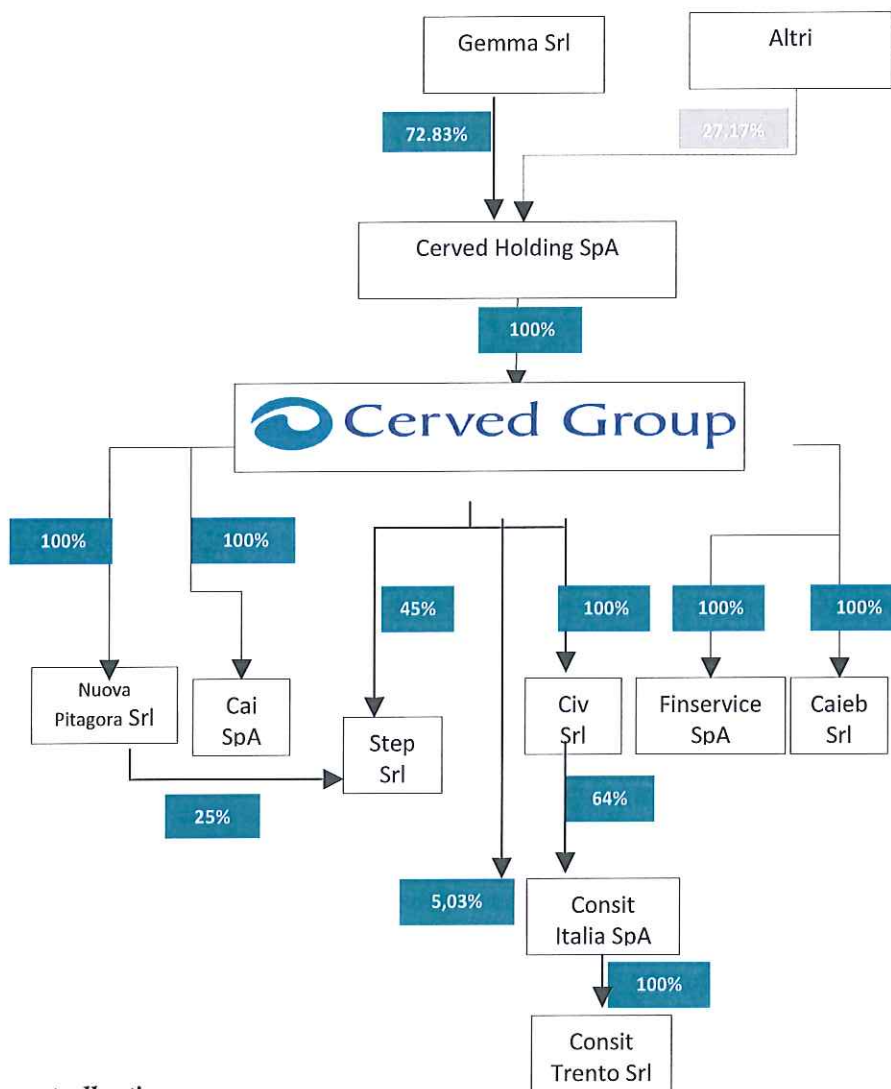 Gemma Srl
Altri
72.83%
27,17%
Cerved Holding SpA
100%
Cerved Group
100%
100%
45%
100%
100%
100%
Nuova
Pitagora Srl
Cai
SpA
Step
Srl
Civ
Srl
Finservice
SpA
Caieb
Srl
25%
64%
5,03%
Consit
Italia SpA
100%
Consit
Trento Srl